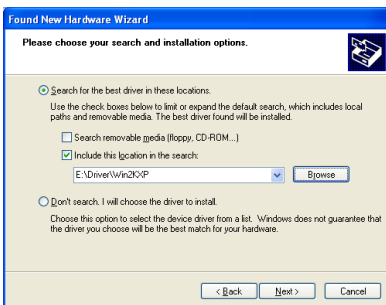 Found New Hardware Wizard
Please choose your search and installation options.
Search for the best driver in these locations.
Use the check boxes below to limit or expand the default search, which includes local
paths and removable media. The best driver found will be installed.
Search removable media (floppy, CD-ROM...)
Include this location in the search:
E:\Driver\Win2KXP
Browse
Don't search. I will choose the driver to install.
Choose this option to select the device driver from a list. Windows does not guarantee that
the driver you choose will be the best match for your hardware.
< Back
Next >
Cancel